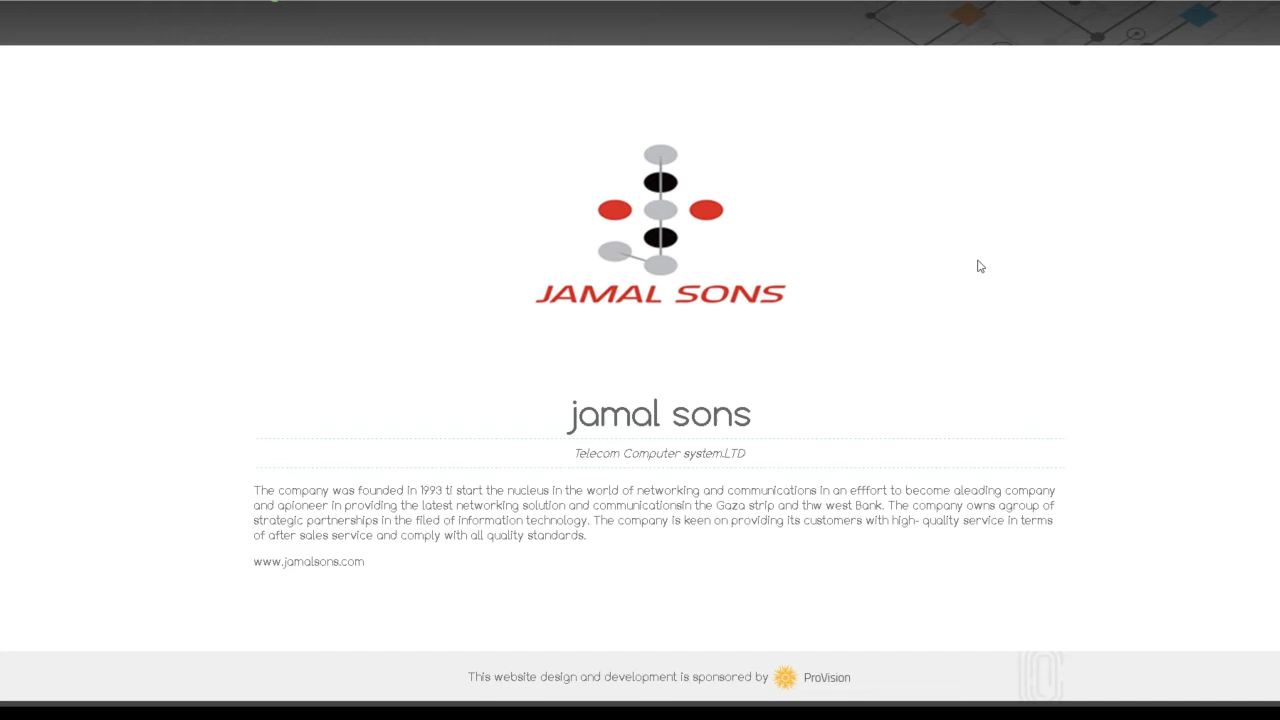 JAMAL SONS
jamal sons
Telecom Computer system.LTD
The company was founded in 1993 ti start the nucleus in the world of networking and communications in an efffort to become aleading company
and apioneer in providing the latest networking solution and communicationsin the Gaza strip and thw west Bank. The company owns agroup of
strategic partnerships in the filed of information technology. The company is keen on providing its customers with high- quality service in terms
of after sales service and comply with all quality standards.
www.jamalsons.com
This website design and development is sponsored by ProVision